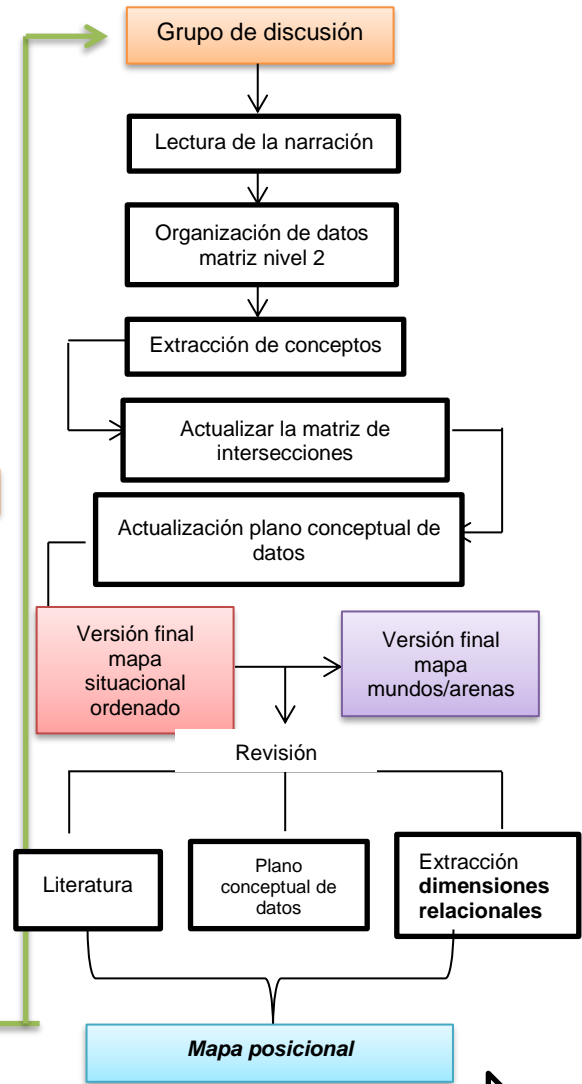 Grupo de discusión
Lectura de la narración
Organización de datos
matriz nivel 2
Extracción de conceptos
Actualizar la matriz de
intersecciones
Actualización plano conceptual de
datos
Versión final
mapa
situacional
ordenado
Versión final
mapa
mundos/arenas
Revisión
Literatura
Plano
conceptual de
datos
Extracción
dimensiones
relacionales
Mapa posicional